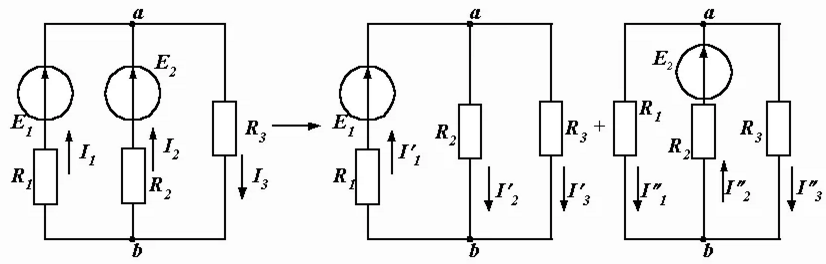 a a a
E₂ E₂
E₁ R₃ E₁ R₂ R₃ + R₁ R₃
I₁ I₂ I'₁ R₂
R₁ R₂ I₃ R₁ I'₂ I'₃ I"₁ I"₂ I"₃
b b b